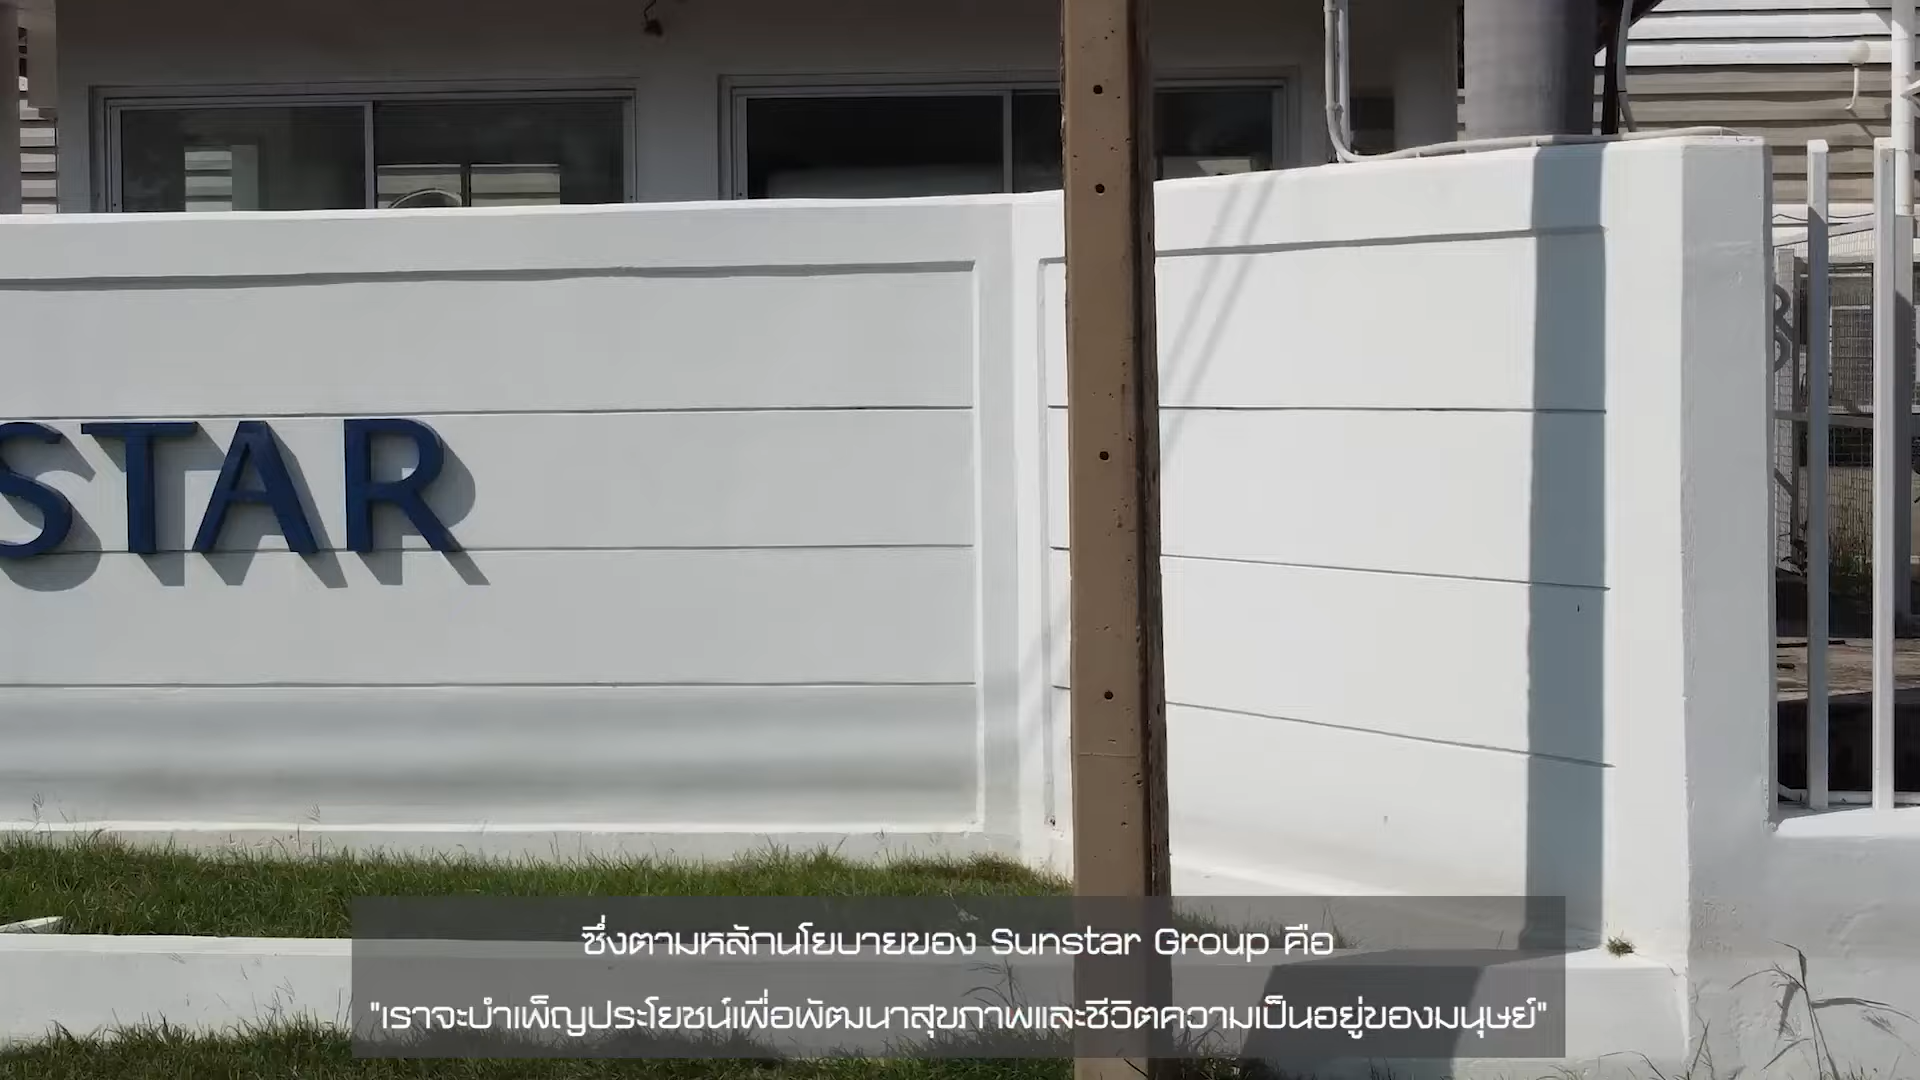 STAR
ซึ่งตามหลักนโยบายของ Sunstar Group คือ
"เราจะบำเพ็ญประโยชน์เพื่อพัฒนาสุขภาพและชีวิตความเป็นอยู่ของมนุษย์"